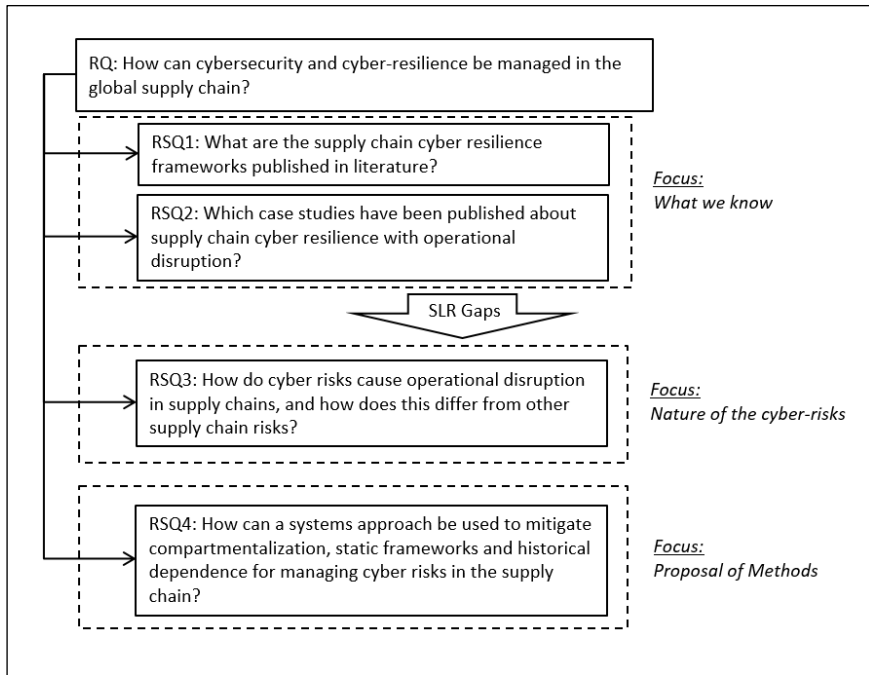 RQ: How can cybersecurity and cyber-resilience be managed in the
global supply chain?
RSQ1: What are the supply chain cyber resilience
frameworks published in literature?
Focus:
What we know
RSQ2: Which case studies have been published about
supply chain cyber resilience with operational
disruption?
SLR Gaps
RSQ3: How do cyber risks cause operational disruption
in supply chains, and how does this differ from other
supply chain risks?
Focus:
Nature of the cyber-risks
RSQ4: How can a systems approach be used to mitigate
compartmentalization, static frameworks and historical
dependence for managing cyber risks in the supply
chain?
Focus:
Proposal of Methods